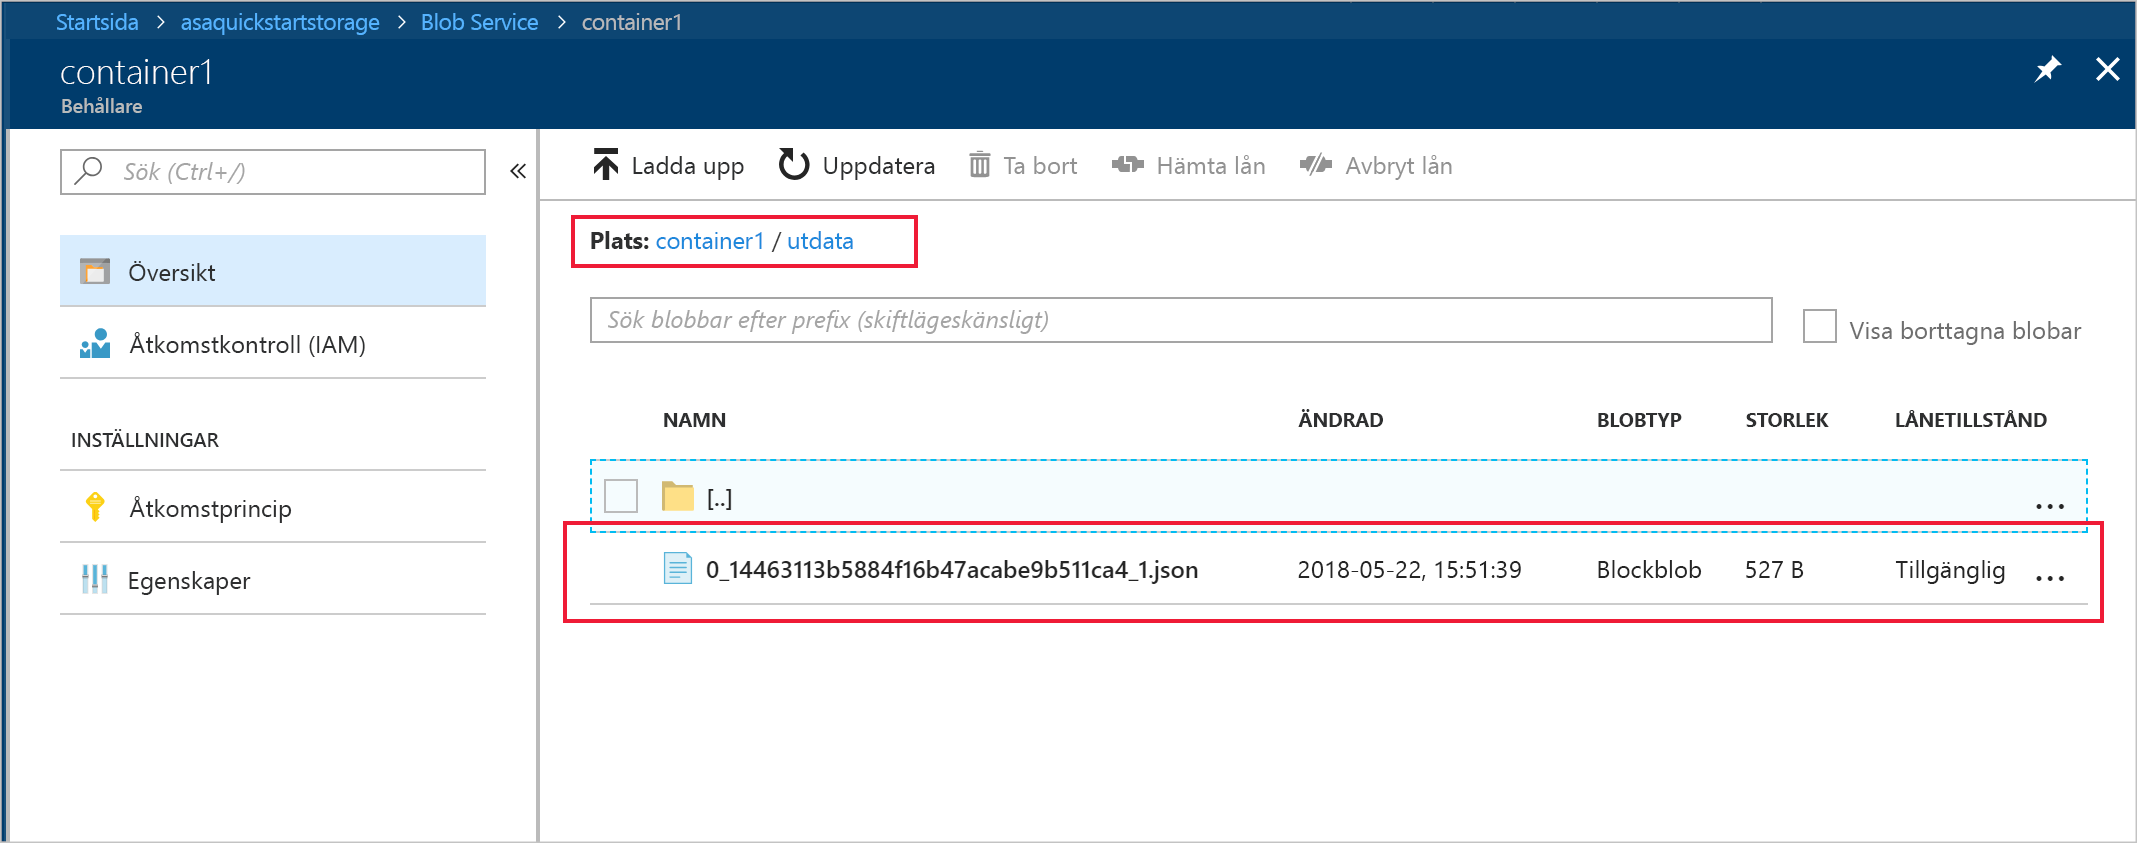 Startsida > asaquickstartstorage > Blob Service > container1
container1
Behållare
Sök (Ctrl+/)
«
Översikt
Åtkomstkontroll (IAM)
INSTÄLLNINGAR
Åtkomstprincip
Egenskaper
Ladda upp Uppdatera Ta bort Hämta lån Avbryt lån
Plats: container1 / utdata
Sök blobbar efter prefix (skiftlägeskänsligt)
Visa borttagna blobar
NAMN ÄNDRAD BLOBTYP STORLEK LÅNETILLSTÅND
[..] ...
0_14463113b5884f16b47acabe9b511ca4_1.json 2018-05-22, 15:51:39 Blockblob 527 B Tillgänglig ...